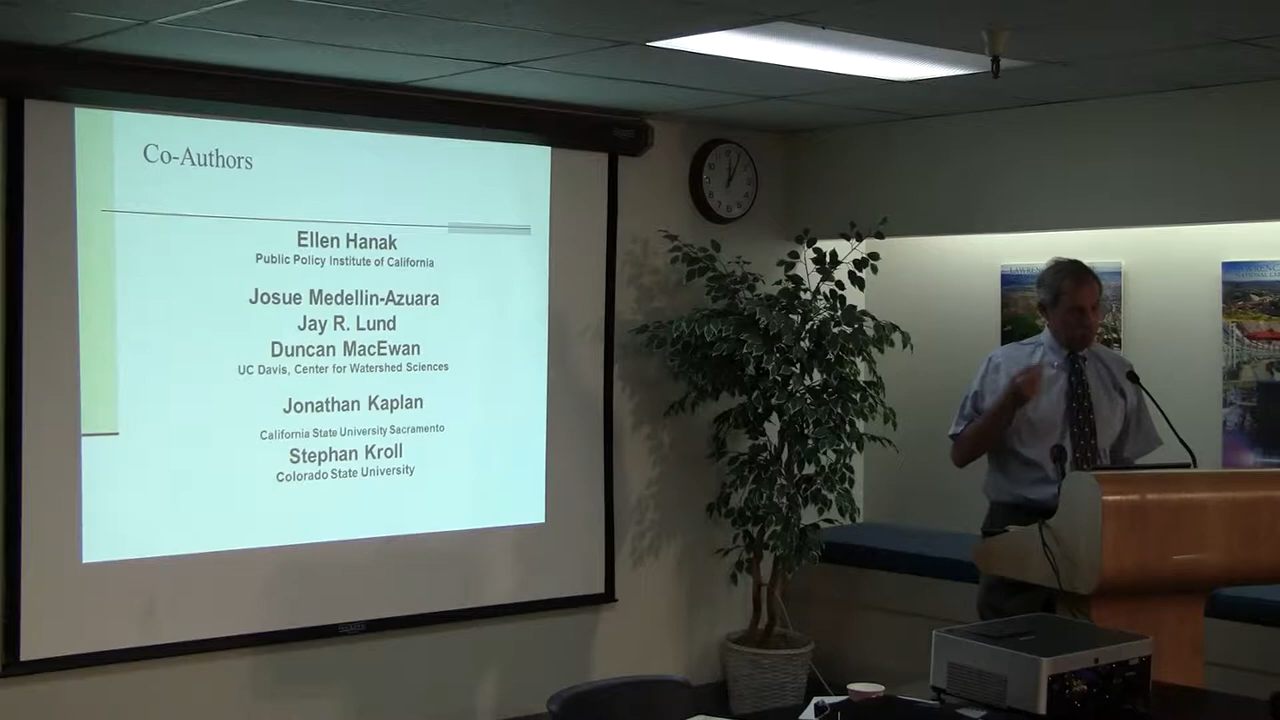 Co-Authors
Ellen Hanak
Public Policy Institute of California
Josue Medellin-Azuara
Jay R. Lund
Duncan MacEwan
UC Davis, Center for Watershed Sciences
Jonathan Kaplan
California State University Sacramento
Stephan Kroll
Colorado State University